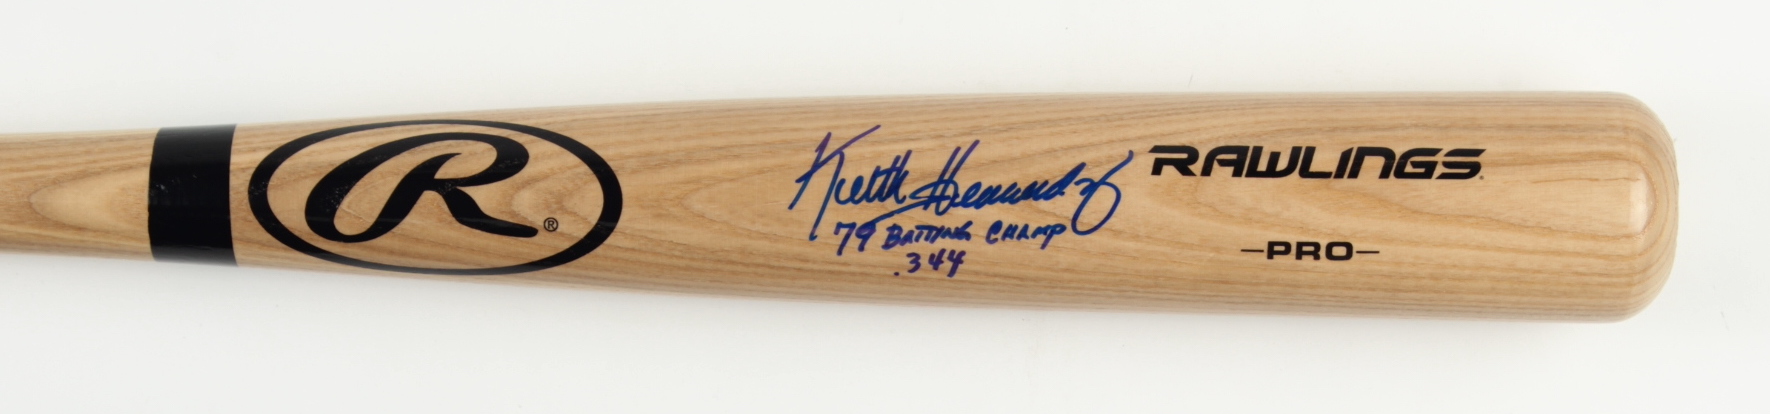 R®
Keith Hernandez
79 BATTING CHAMP
.344
RAWLINGS®
-PRO-